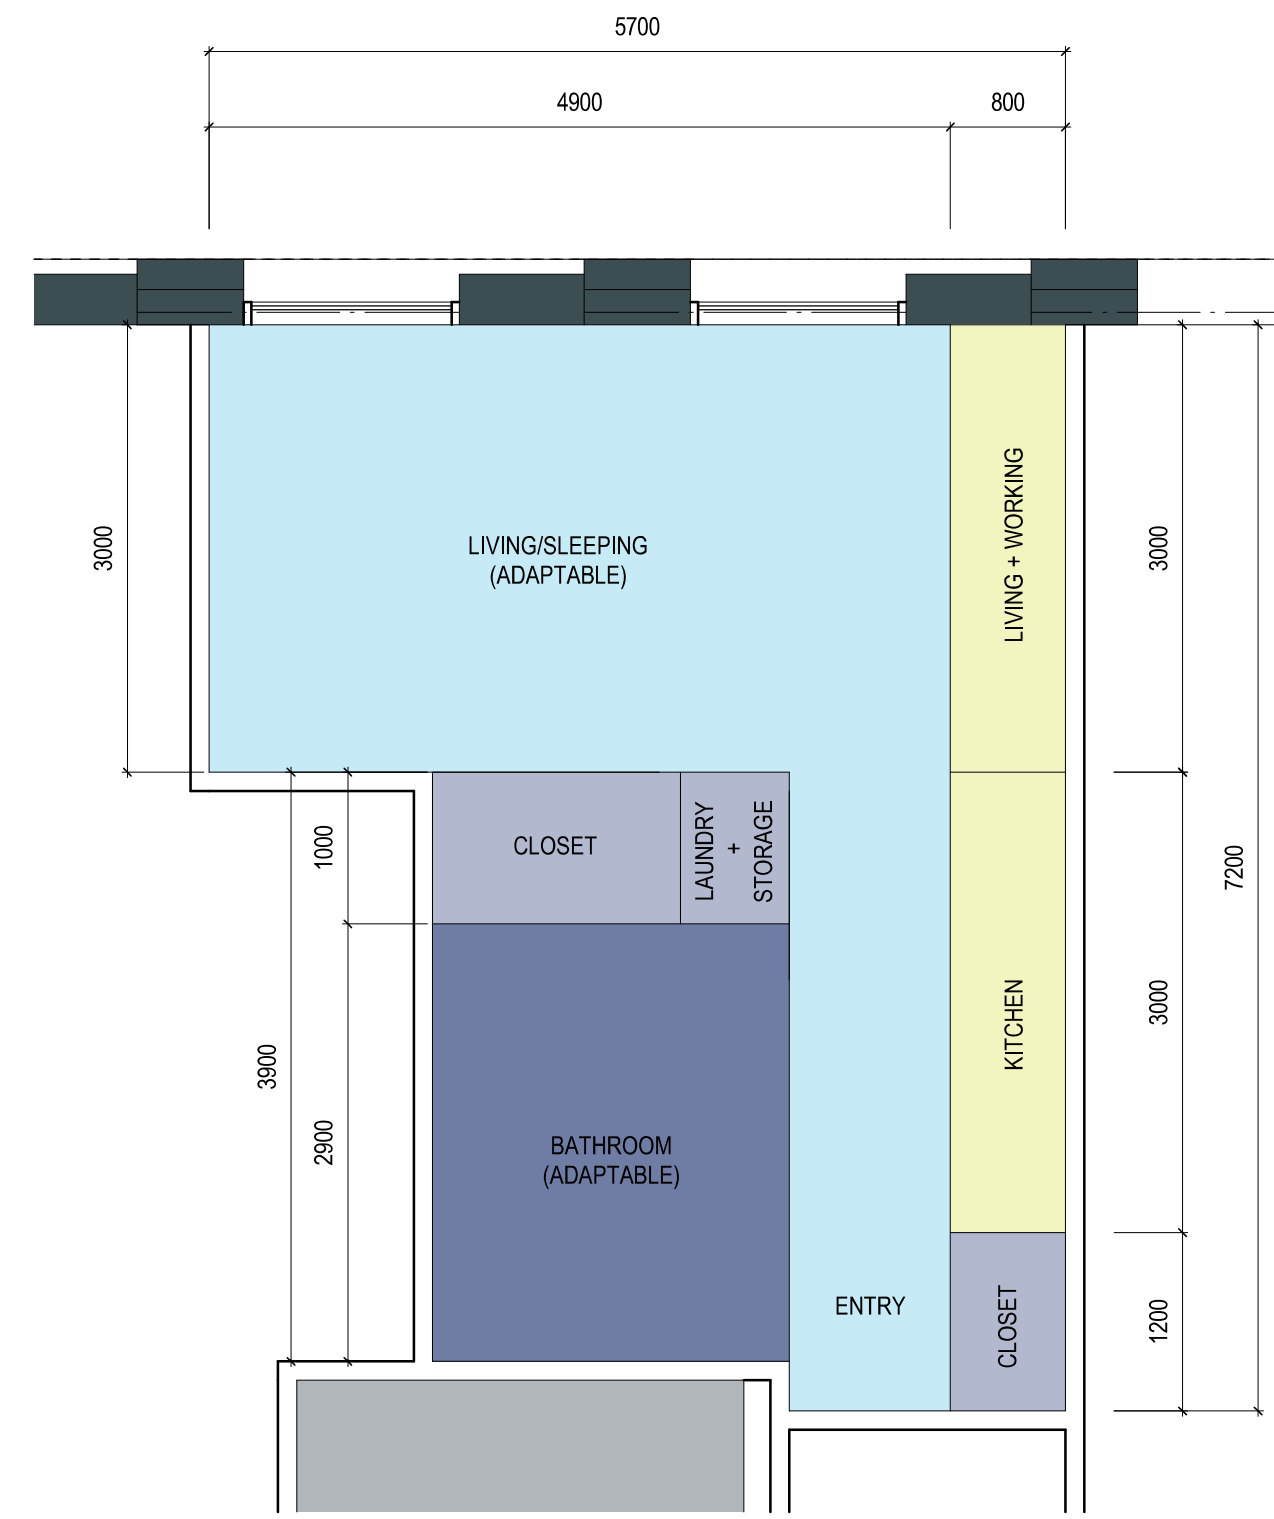 5700
4900
800
LIVING/SLEEPING
(ADAPTABLE)
LIVING + WORKING
3000
3000
CLOSET
LAUNDRY
+
STORAGE
1000
7200
KITCHEN
3000
3900
2900
BATHROOM
(ADAPTABLE)
ENTRY
CLOSET
1200